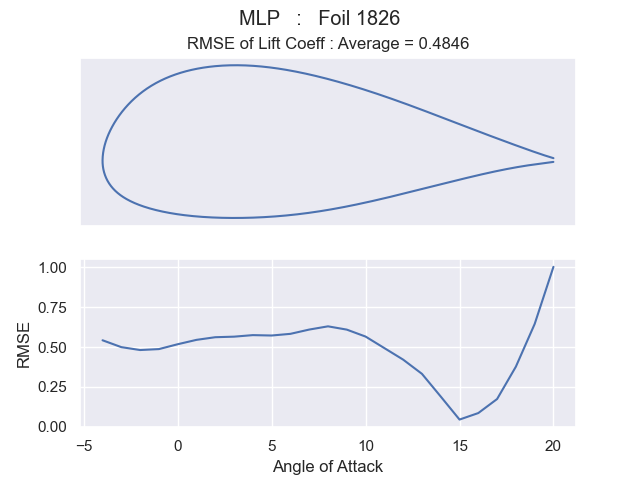 MLP : Foil 1826
RMSE of Lift Coeff : Average = 0.4846
1.00
0.75
0.50
0.25
0.00
RMSE
−5 0 5 10 15 20
Angle of Attack